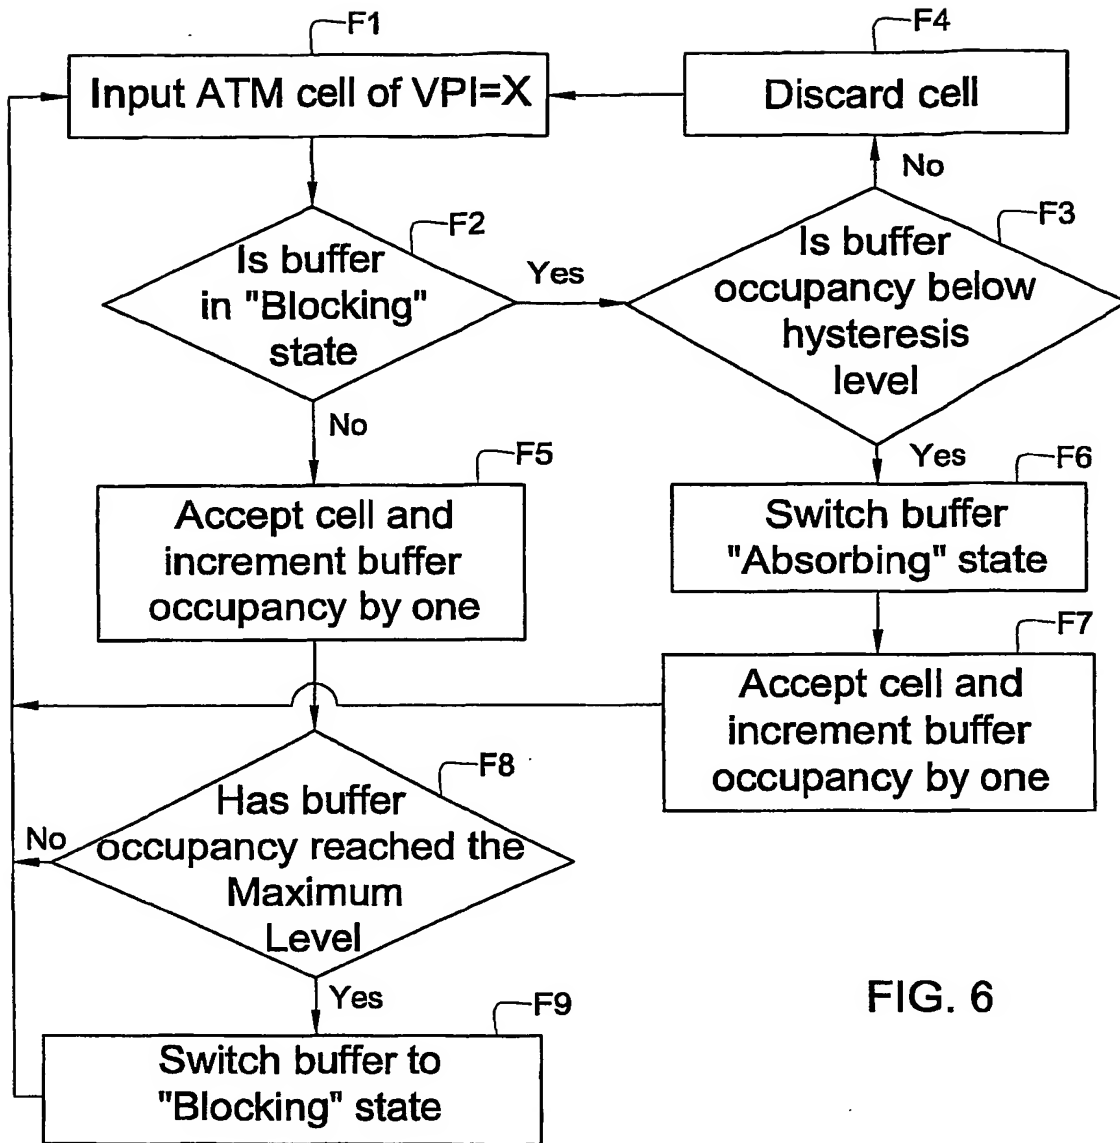 F1
Input ATM cell of VPI=X
F4
Discard cell
No
F2
Is buffer
in "Blocking"
state
Yes
F3
Is buffer
occupancy below
hysteresis
level
No
Yes
F5
Accept cell and
increment buffer
occupancy by one
F6
Switch buffer
"Absorbing" state
F7
Accept cell and
increment buffer
occupancy by one
F8
Has buffer
occupancy reached the
Maximum
Level
No
Yes
F9
Switch buffer to
"Blocking" state
FIG. 6